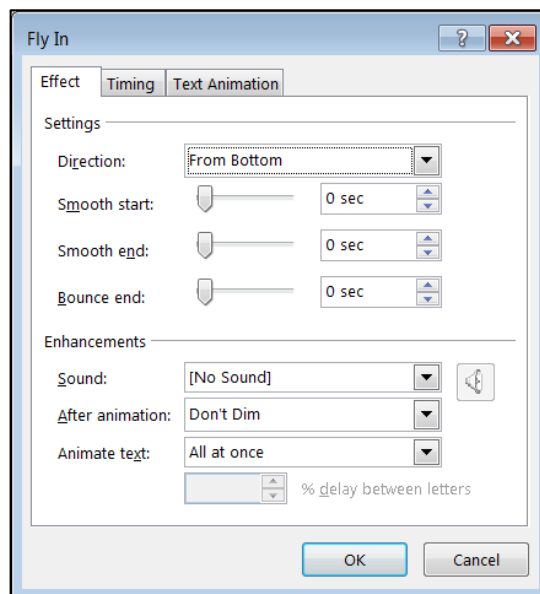 Fly In
Effect Timing Text Animation
Settings
Direction: From Bottom
Smooth start: 0 sec
Smooth end: 0 sec
Bounce end: 0 sec
Enhancements
Sound: [No Sound]
After animation: Don't Dim
Animate text: All at once
% delay between letters
OK Cancel